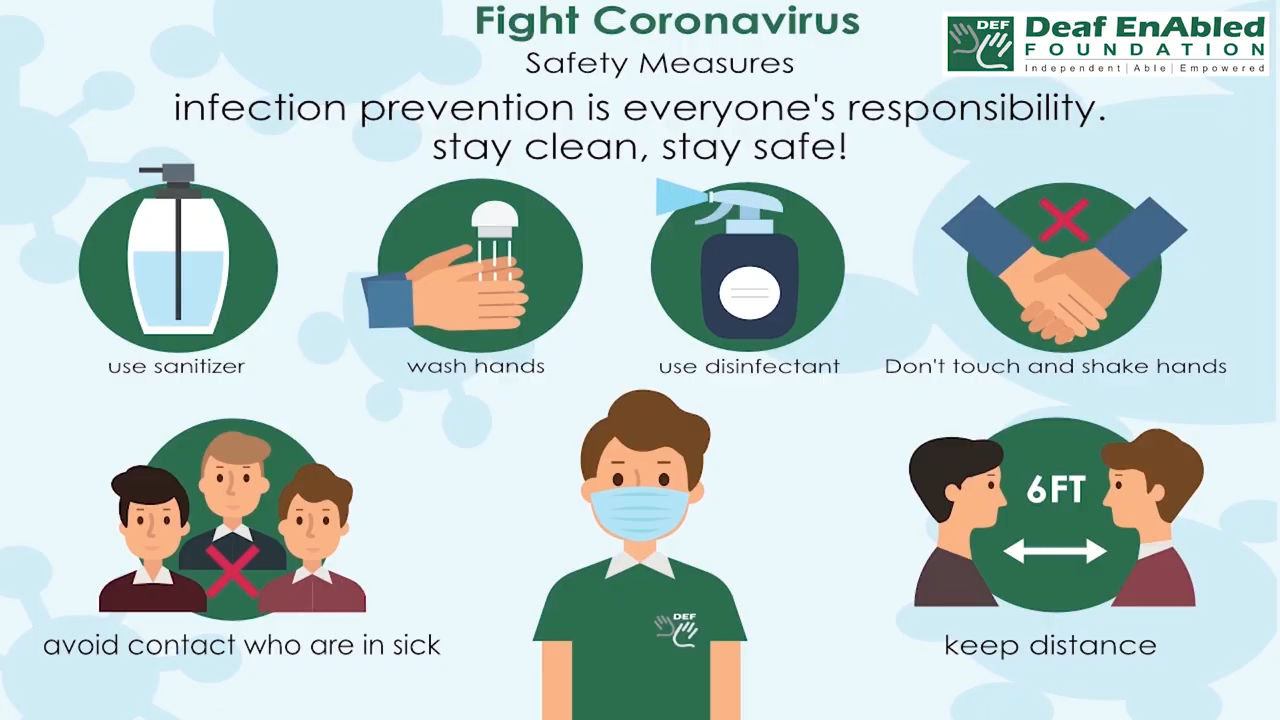 Fight Coronavirus
Safety Measures
DEF
Deaf EnAbled
FOUNDATION
Independent | Able | Empowered
infection prevention is everyone's responsibility.
stay clean, stay safe!
use sanitizer
wash hands
use disinfectant
Don't touch and shake hands
6FT
DEF
avoid contact who are in sick
keep distance